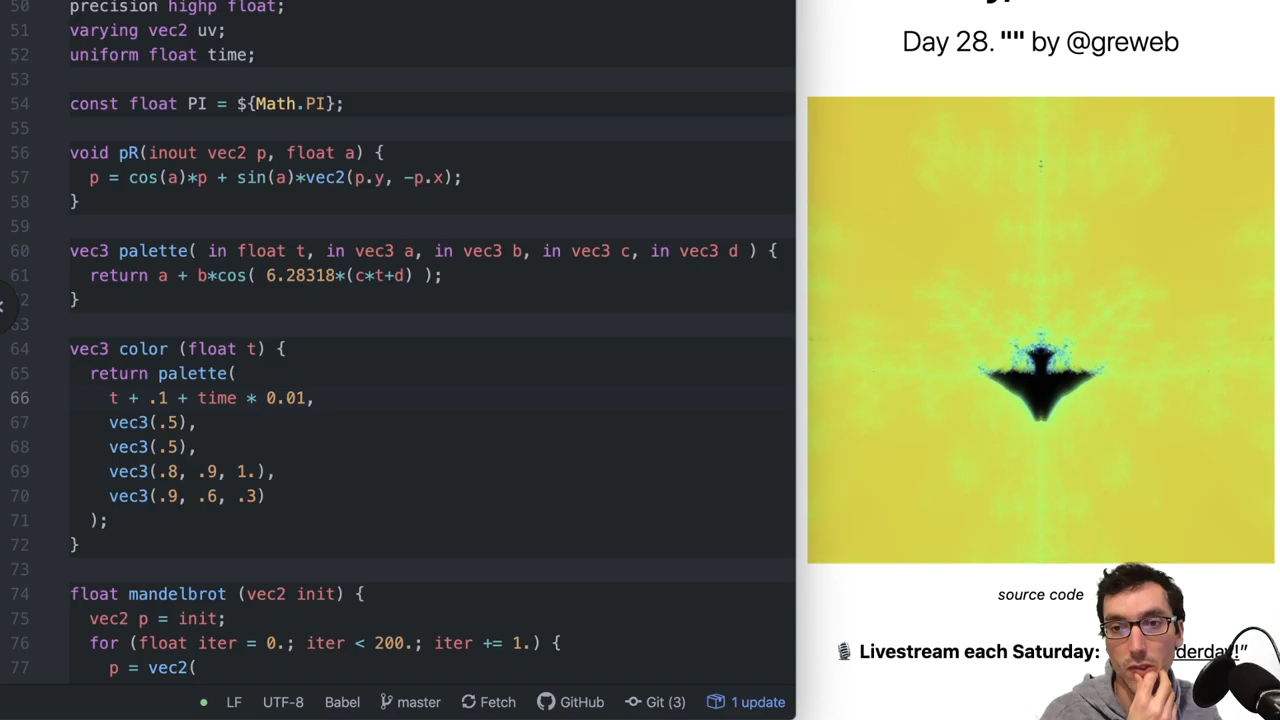 50 precision highp float;
51 varying vec2 uv;
52 uniform float time;
53
54 const float PI = ${Math.PI};
55
56 void pR(inout vec2 p, float a) {
57 p = cos(a)*p + sin(a)*vec2(p.y, -p.x);
58 }
59
60 vec3 palette( in float t, in vec3 a, in vec3 b, in vec3 c, in vec3 d ) {
61 return a + b*cos( 6.28318*(c*t+d) );
2 }
63
64 vec3 color (float t) {
65 return palette(
66 t + .1 + time * 0.01,
67 vec3(.5),
68 vec3(.5),
69 vec3(.8, .9, 1.),
70 vec3(.9, .6, .3)
71 );
72 }
73
74 float mandelbrot (vec2 init) {
75 vec2 p = init;
76 for (float iter = 0.; iter < 200.; iter += 1.) {
77 p = vec2(
LF UTF-8 Babel master Fetch GitHub Git (3) 1 update
Day 28. "" by @greweb
source code
Livestream each Saturday: